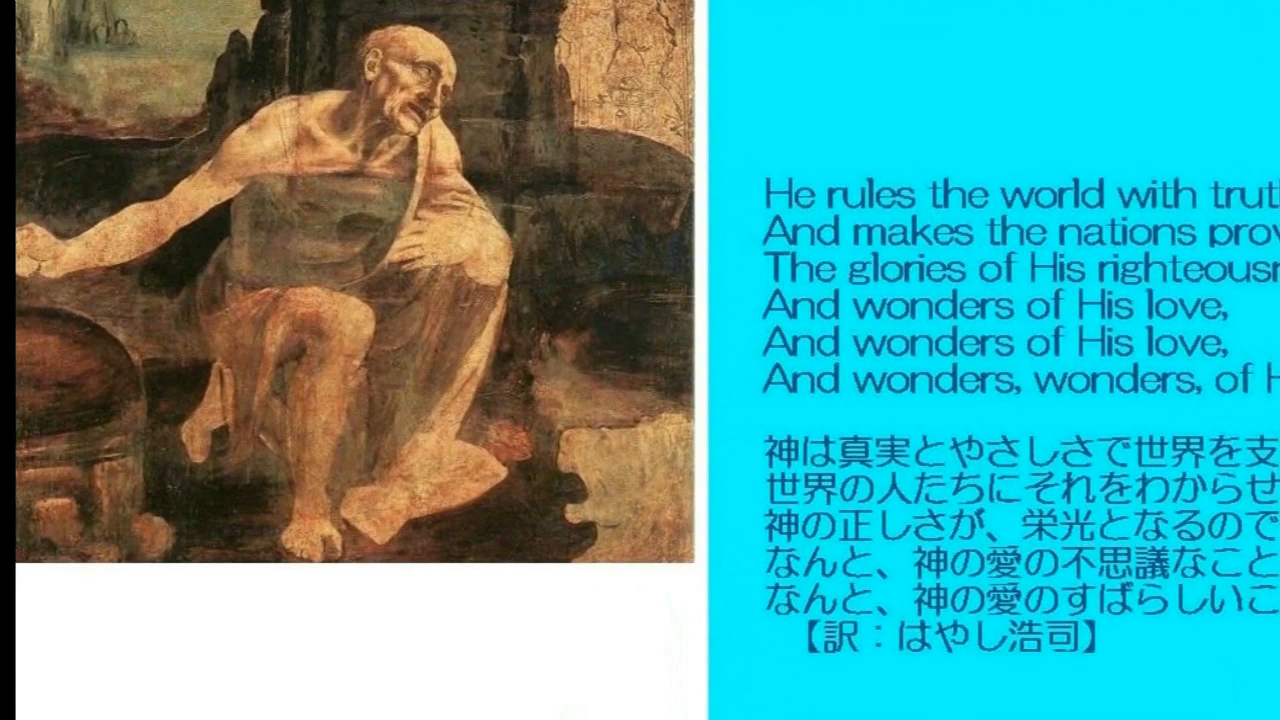 He rules the world with
And makes the nations
The glories of His
And wonders of His love,
And wonders of His love,
And wonders, wonders, of
神は真実とやさしさで世界を支
世界の人たちにそれをわからせ
神の正しさが、栄光となるので
なんと、神の愛の不思議なこと
なんと、神の愛のすばらしいこ
【訳：はやし浩司】